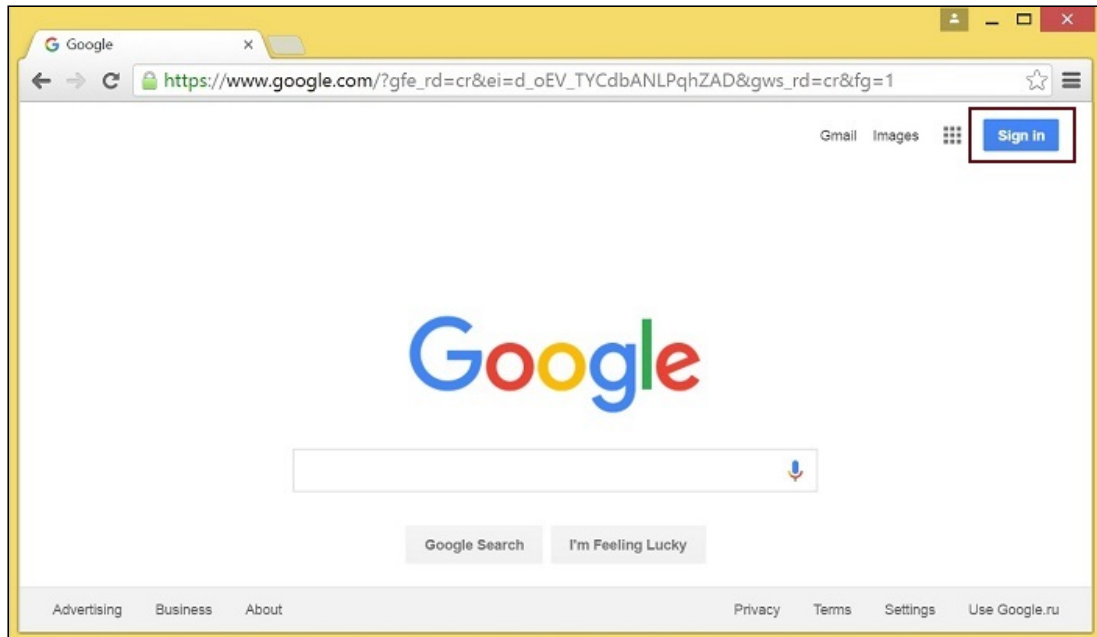 Google
https://www.google.com/?gfe_rd=cr&ei=d_oEV_TYCdbANLPqhZAD&gws_rd=cr&fg=1
Gmail Images Sign in
Google
Google Search I'm Feeling Lucky
Advertising Business About Privacy Terms Settings Use Google.ru